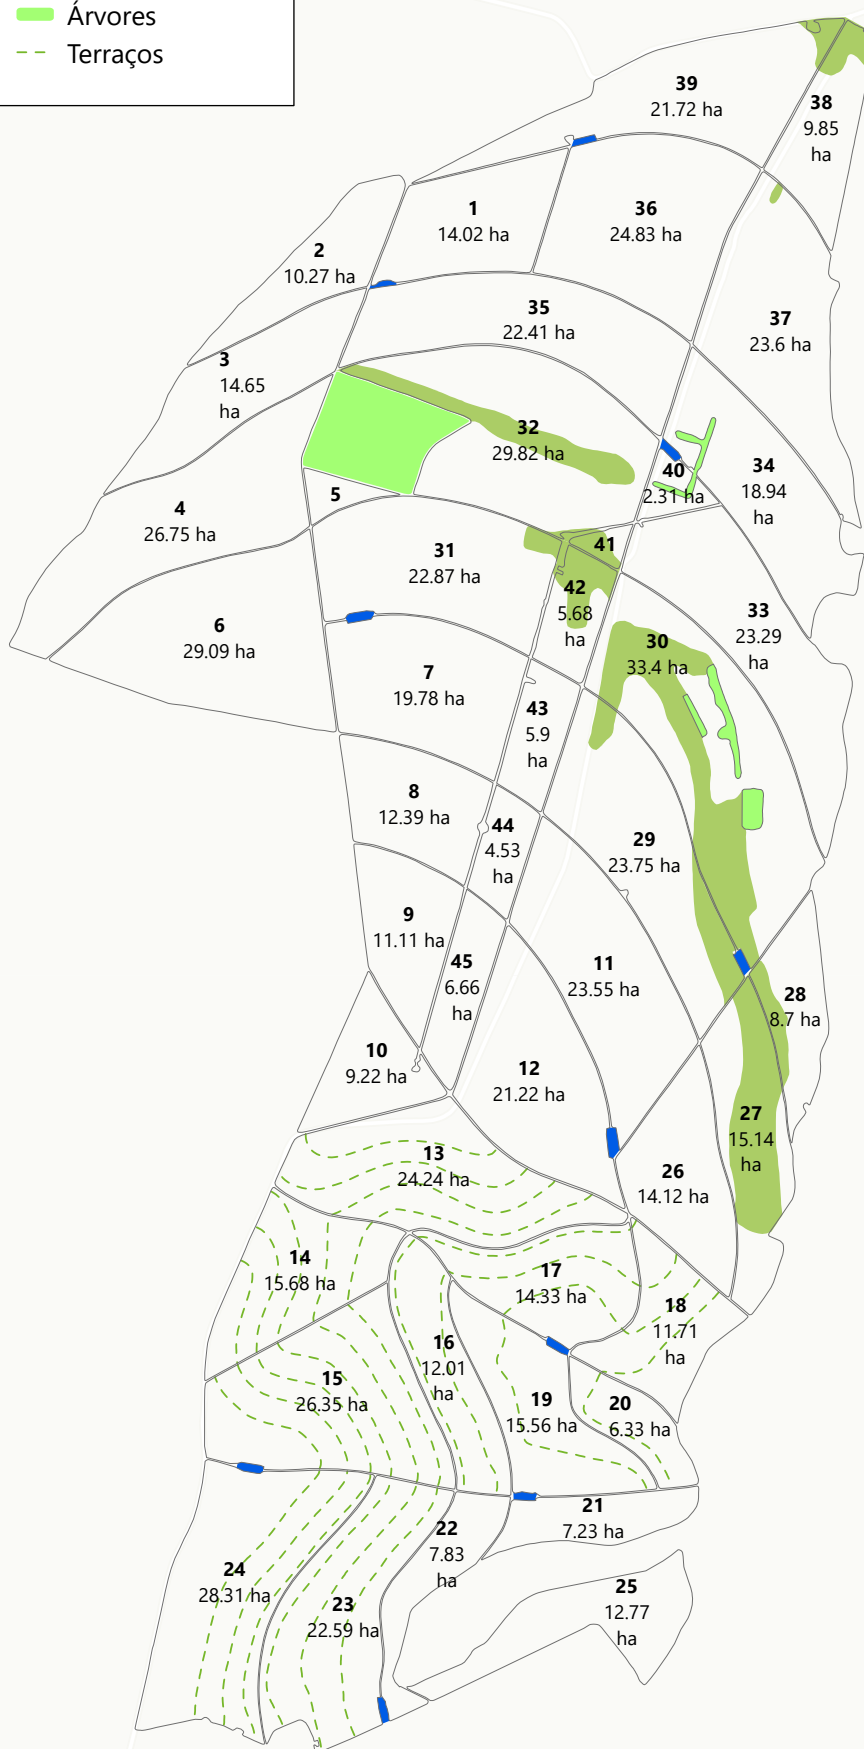 Árvores
Terraços
39
21.72 ha
38
9.85
ha
1
14.02 ha
36
24.83 ha
2
10.27 ha
35
22.41 ha
37
23.6 ha
3
14.65
ha
32
29.82 ha
40
2.31 ha
34
18.94
ha
5
4
26.75 ha
31
22.87 ha
41
42
5.68
ha
6
29.09 ha
33
23.29
ha
30
33.4 ha
7
19.78 ha
43
5.9
ha
8
12.39 ha
44
4.53
ha
29
23.75 ha
9
11.11 ha
45
6.66
ha
11
23.55 ha
28
8.7 ha
10
9.22 ha
12
21.22 ha
27
15.14
ha
13
24.24 ha
26
14.12 ha
14
15.68 ha
17
14.33 ha
18
11.71
ha
16
12.01
ha
15
26.35 ha
19
15.56 ha
20
6.33 ha
21
7.23 ha
22
7.83
ha
24
28.31 ha
23
22.59 ha
25
12.77
ha